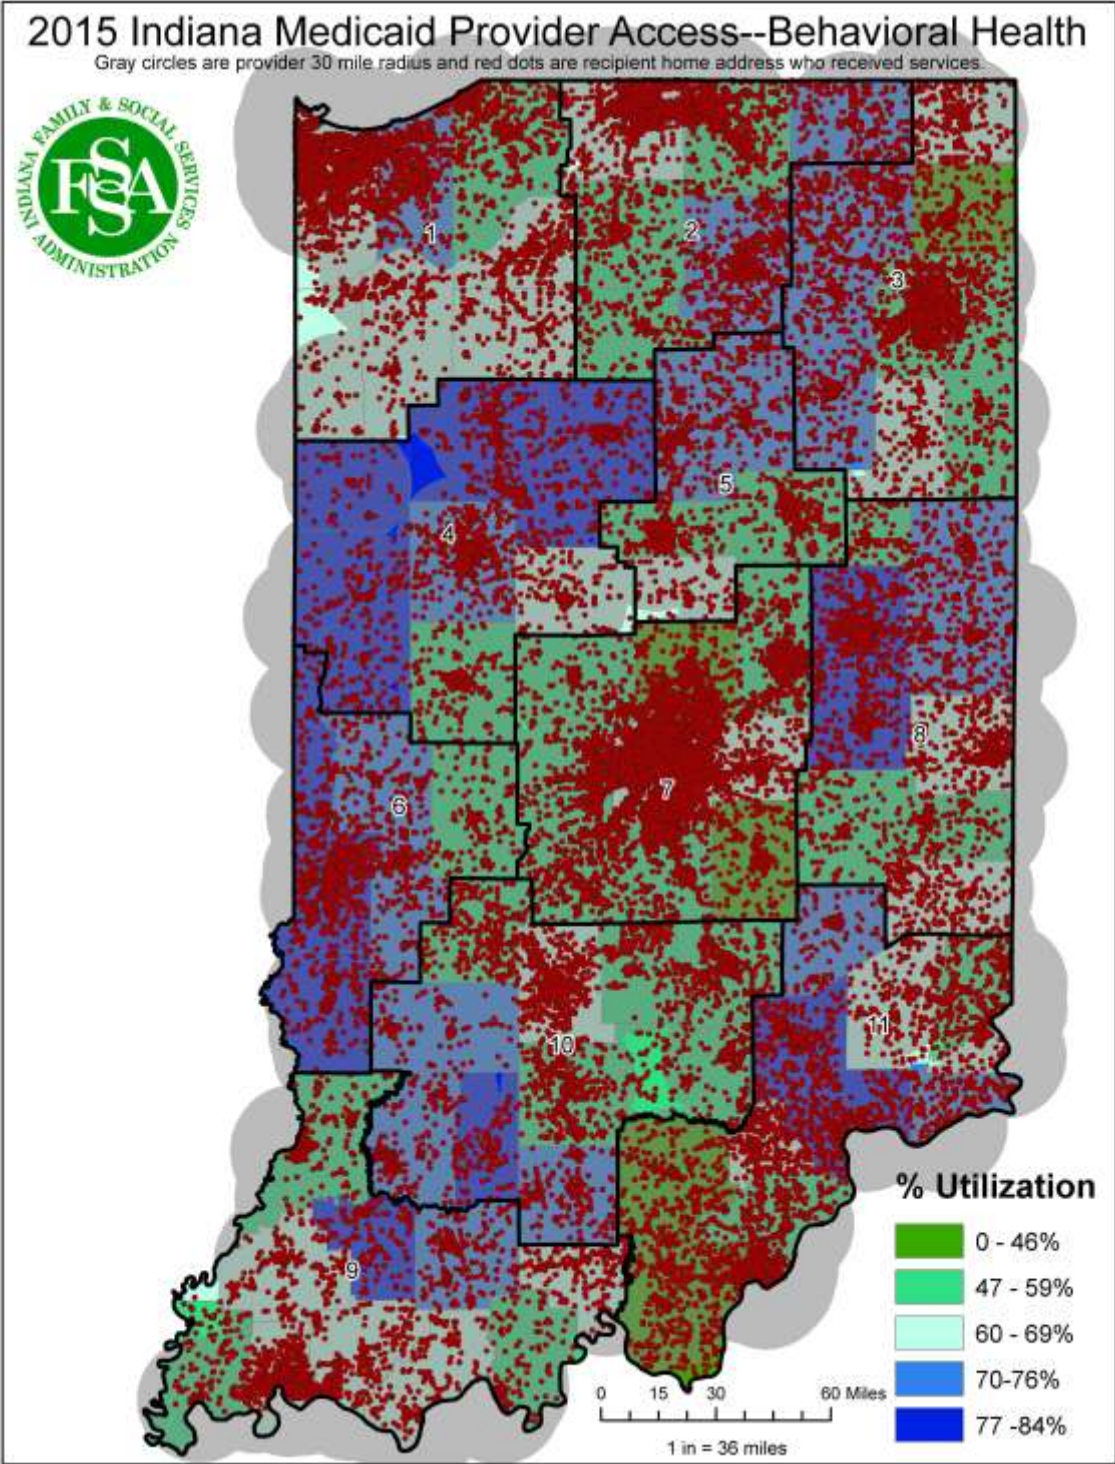 2015 Indiana Medicaid Provider Access--Behavioral Health
Gray circles are provider 30 mile radius and red dots are recipient home address who received services.
INDIANA FAMILY & SOCIAL SERVICES
ADMINISTRATION
FSSA
S
1
2
3
5
4
8
7
6
11
10
9
% Utilization
0 - 46%
47 - 59%
60 - 69%
70-76%
77 -84%
0 15 30 60 Miles
1 in = 36 miles